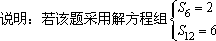 说明：若该题采用解方程组{S₆ = 2
S₁₂ = 6